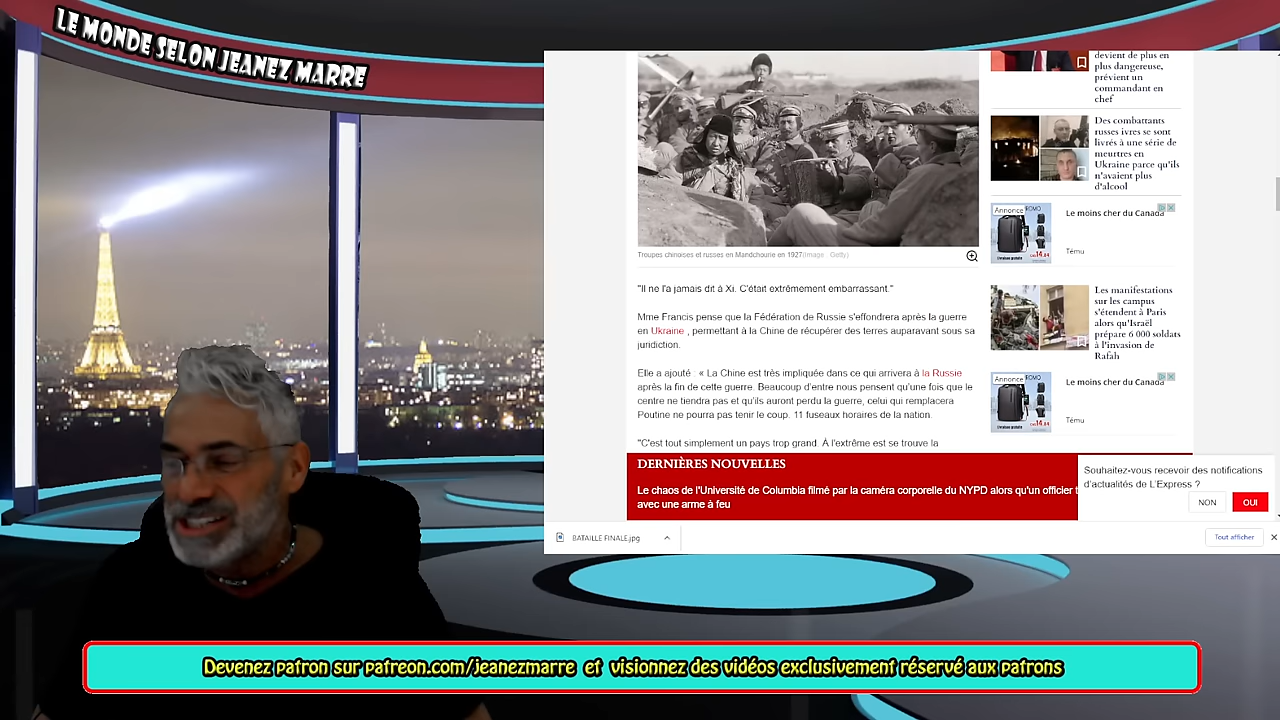 LE MONDE SELON JEANEZ MARRE
Troupes chinoises et russes en Mandchourie en 1927 (Image : Getty)
"Il ne l'a jamais dit à Xi. C'était extrêmement embarrassant."
Mme Francis pense que la Fédération de Russie s'effondrera après la guerre
en Ukraine , permettant à la Chine de récupérer des terres auparavant sous sa
juridiction.
Elle a ajouté : « La Chine est très impliquée dans ce qui arrivera à la Russie
après la fin de cette guerre. Beaucoup d'entre nous pensent qu'une fois que le
centre ne tiendra pas et qu'ils auront perdu la guerre, celui qui remplacera
Poutine ne pourra pas tenir le coup. 11 fuseaux horaires de la nation.
"C'est tout simplement un pays trop grand. À l'extrême est se trouve la
devient de plus en
plus dangereuse,
prévient un
commandant en
chef
Des combattants
russes ivres se sont
livrés à une série de
meurtres en
Ukraine parce qu'ils
n'avaient plus
d'alcool
Annonce
Le moins cher du Canada
Tému
Les manifestations
sur les campus
s'étendent à Paris
alors qu'Israël
prépare 6 000 soldats
à l'invasion de
Rafah
Annonce
Le moins cher du Canada
Tému
DERNIÈRES NOUVELLES
Le chaos de l'Université de Columbia filmé par la caméra corporelle du NYPD alors qu'un officier t
avec une arme à feu
Souhaitez-vous recevoir des notifications
d'actualités de L'Express ?
NON
OUI
BATAILLE FINALE.jpg
Tout afficher
Devenez patron sur patreon.com/jeanezmarre et visionnez des vidéos exclusivement réservé aux patrons